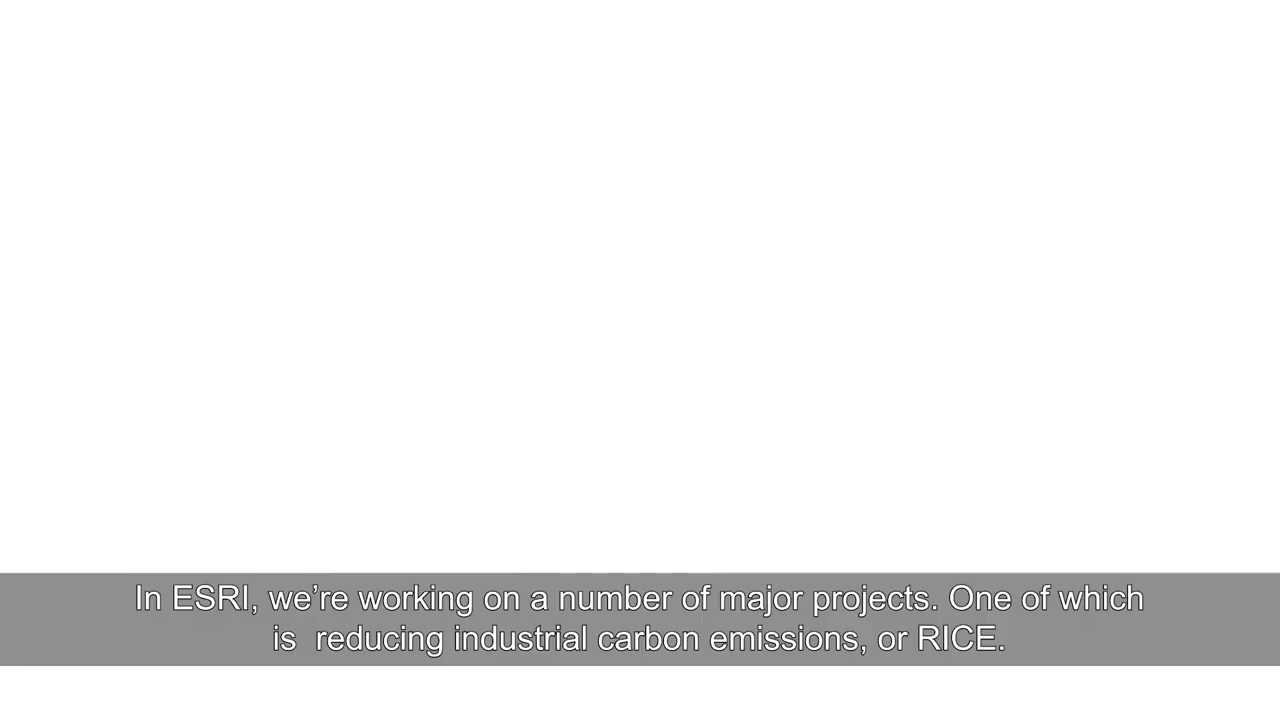 In ESRI, we’re working on a number of major projects. One of which
is  reducing industrial carbon emissions, or RICE.